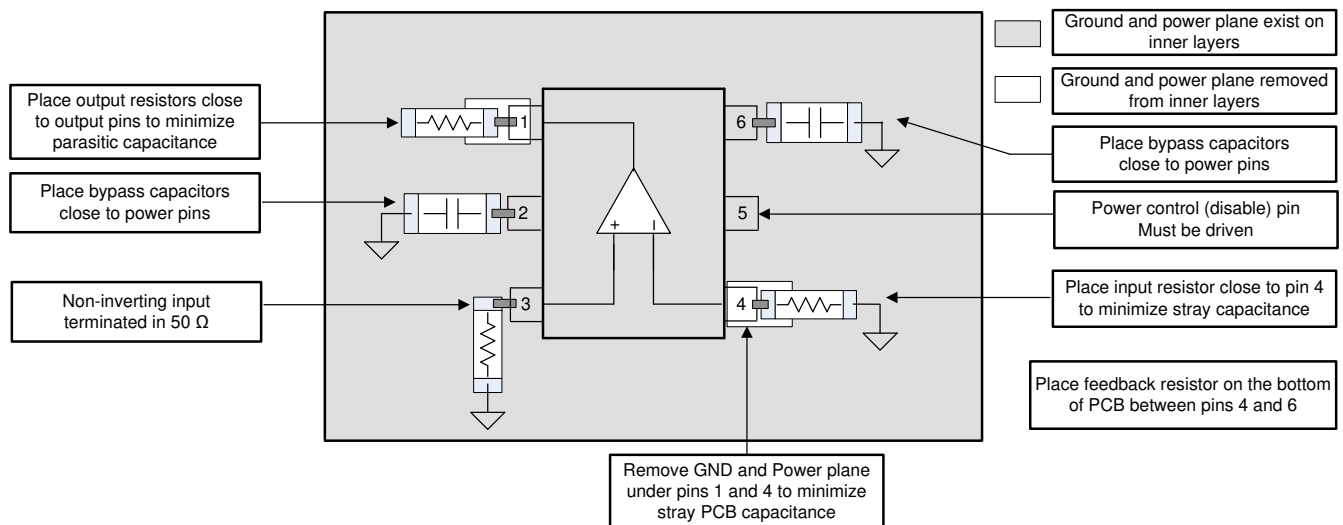 Ground and power plane exist on
inner layers
Ground and power plane removed
from inner layers
Place output resistors close
to output pins to minimize
parasitic capacitance
Place bypass capacitors
close to power pins
Non-inverting input
terminated in 50 Ω
1
2
3
+
–
6
5
4
Place bypass capacitors
close to power pins
Power control (disable) pin
Must be driven
Place input resistor close to pin 4
to minimize stray capacitance
Place feedback resistor on the bottom
of PCB between pins 4 and 6
Remove GND and Power plane
under pins 1 and 4 to minimize
stray PCB capacitance